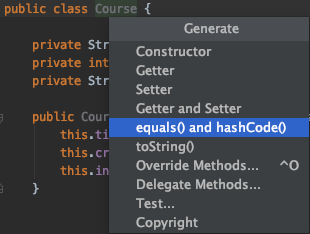 public class Course {
Generate
private Str
Constructor
private int
Getter
private Str
Setter
Getter and Setter
public Cour
equals() and hashCode()
this.ti
toString()
this.cr
Override Methods... ^O
this.in
Delegate Methods...
}
Test...
Copyright